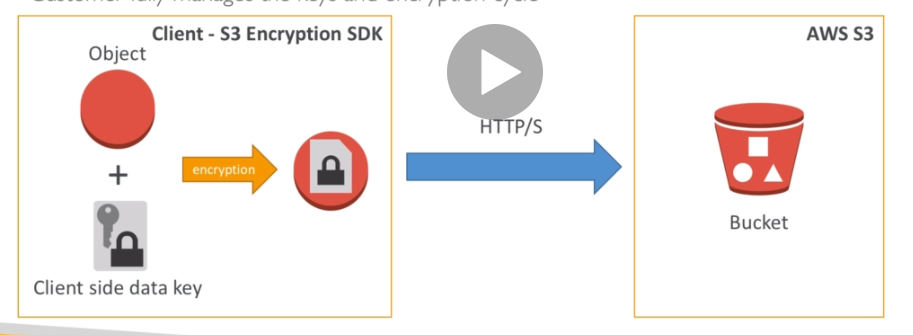 Customer fully manages the keys and encryption cycle
Client - S3 Encryption SDK
Object
+
encryption
Client side data key
HTTP/S
AWS S3
Bucket